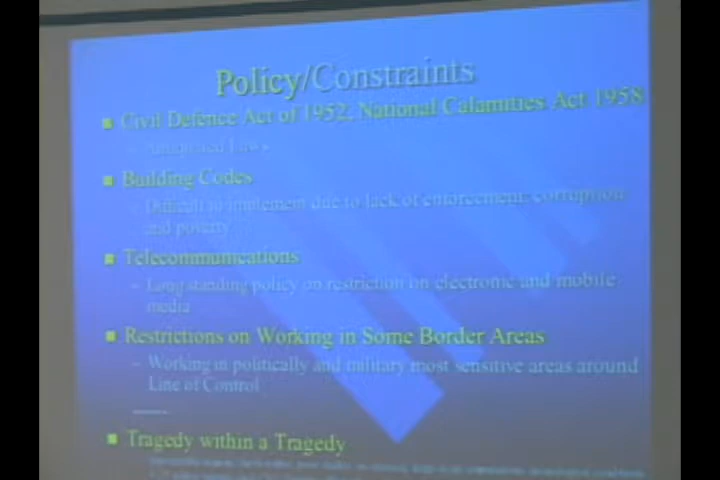 Policy/Constraints
Civil Defence Act of 1952, National Calamities Act 1958
– Antiquated Laws
Building Codes
– Difficult to implement due to lack of enforcement, corruption
and poverty
Telecommunications
– Long standing policy on restriction on electronic and mobile
media
Restrictions on Working in Some Border Areas
– Working in politically and military most sensitive areas around
Line of Control
Tragedy within a Tragedy